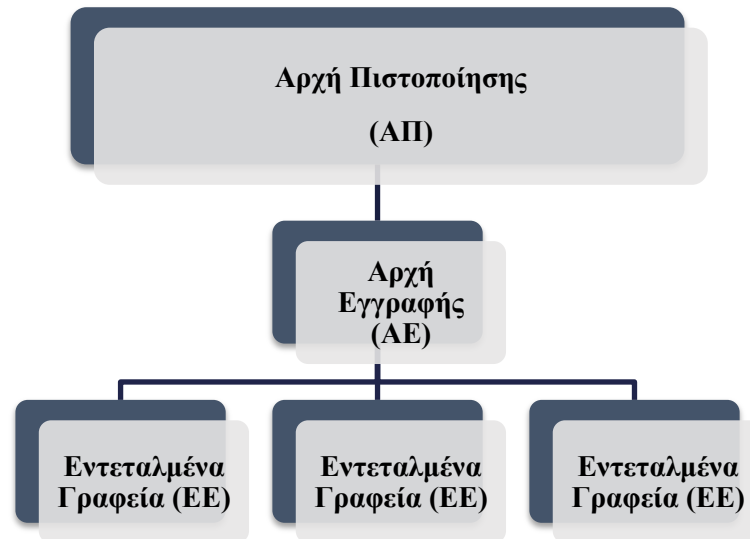 Αρχή Πιστοποίησης
(ΑΠ)
Αρχή
Εγγραφής
(ΑΕ)
Εντεταλμένα
Γραφεία (ΕΕ)
Εντεταλμένα
Γραφεία (ΕΕ)
Εντεταλμένα
Γραφεία (ΕΕ)